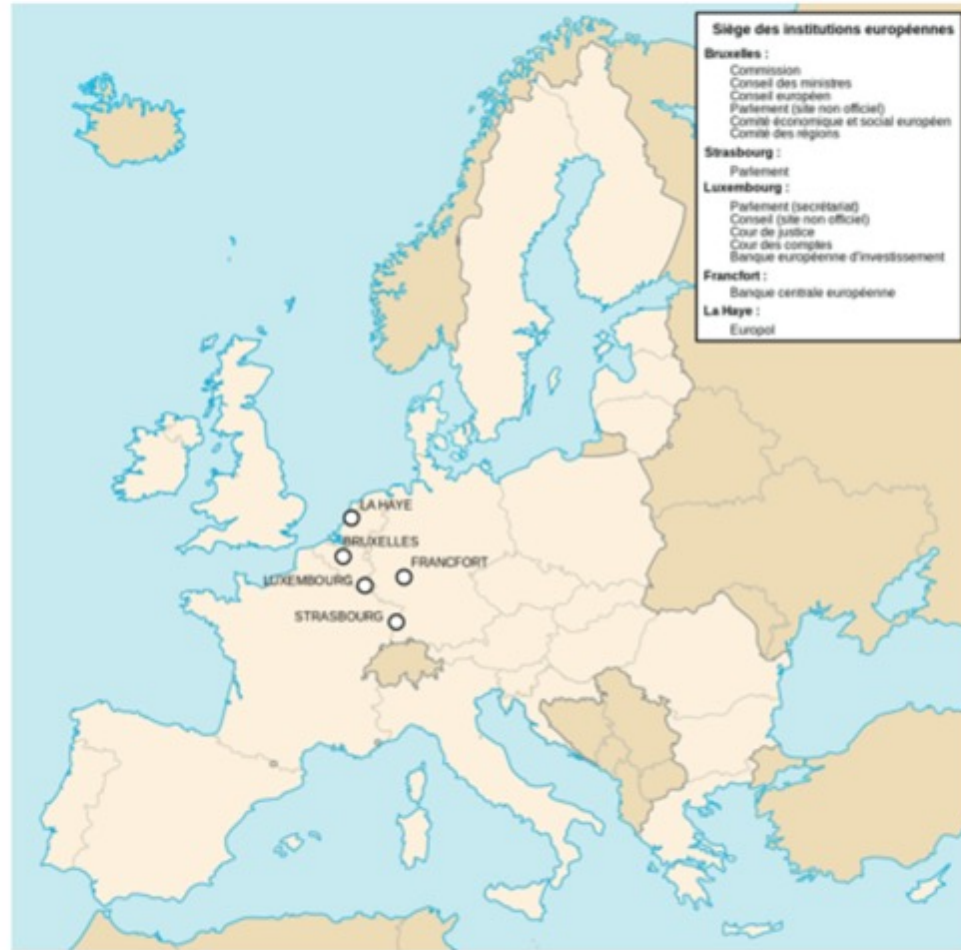 Siège des institutions européennes
Bruxelles :
Commission
Conseil des ministres
Conseil européen
Parlement (site non officiel)
Comité économique et social européen
Comité des régions
Strasbourg :
Parlement
Luxembourg :
Parlement (secrétariat)
Conseil (site non officiel)
Cour de justice
Cour des comptes
Banque européenne d'investissement
Francfort :
Banque centrale européenne
La Haye :
Europol
LA HAYE
BRUXELLES
FRANCFORT
LUXEMBOURG
STRASBOURG